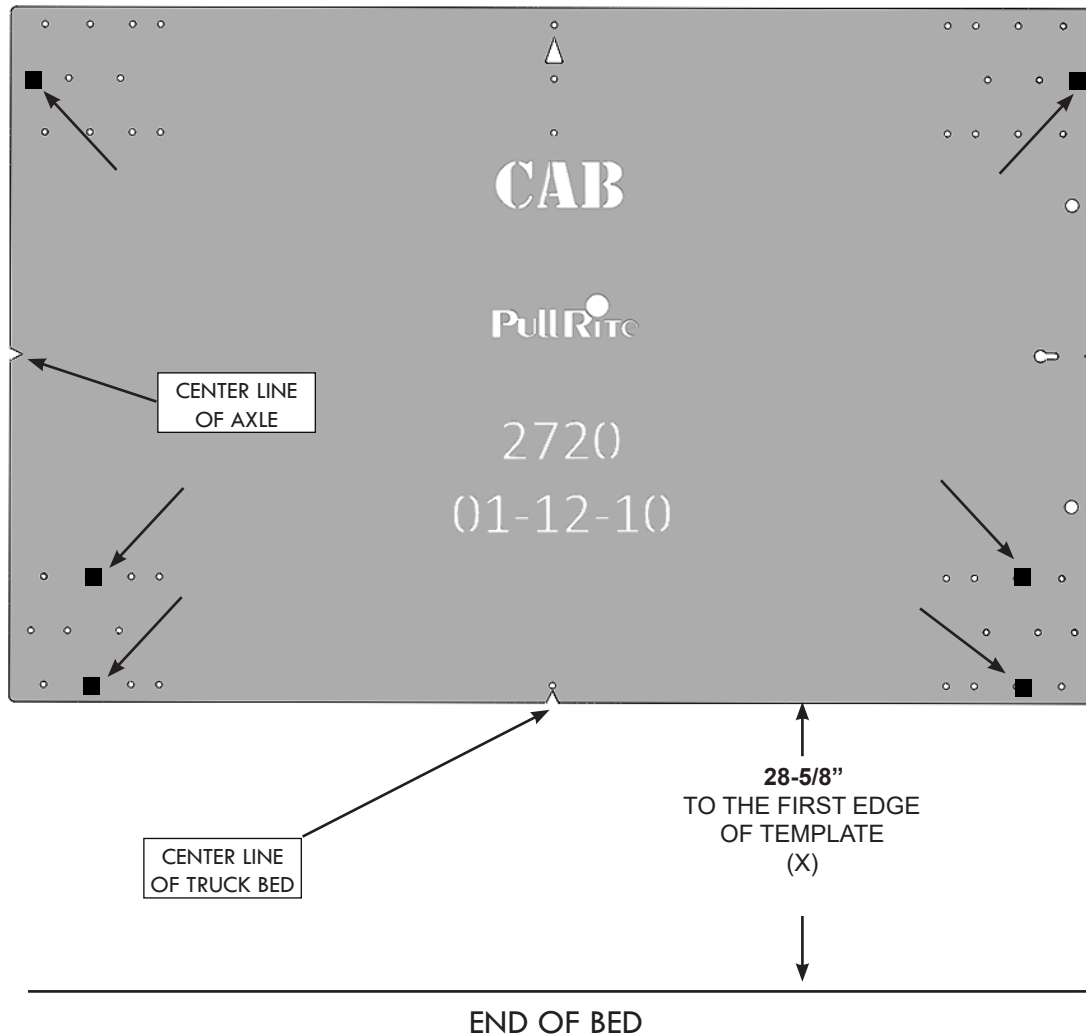 CAB
PullRite
CENTER LINE
OF AXLE
2720
01-12-10
28-5/8”
TO THE FIRST EDGE
OF TEMPLATE
(X)
CENTER LINE
OF TRUCK BED
END OF BED